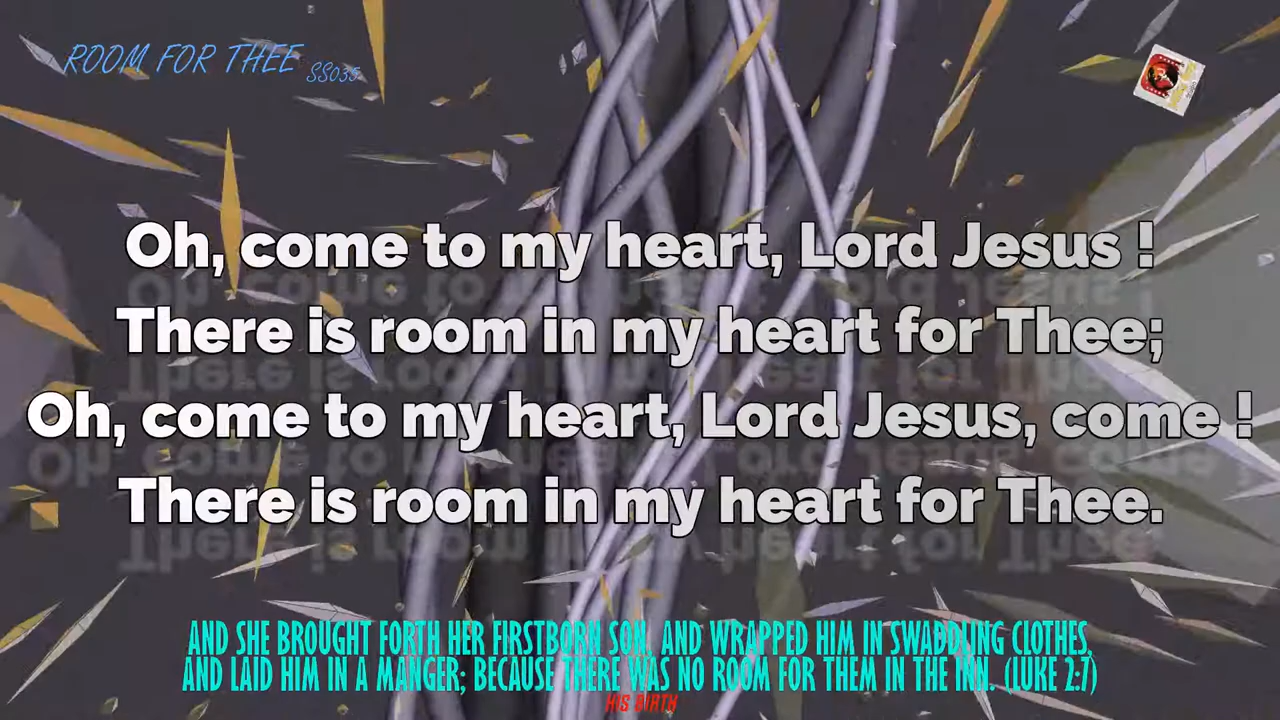 ROOM FOR THEE SS035
Oh, come to my heart, Lord Jesus !
There is room in my heart for Thee;
Oh, come to my heart, Lord Jesus, come !
There is room in my heart for Thee.
AND SHE BROUGHT FORTH HER FIRSTBORN SON, AND WRAPPED HIM IN SWADDLING CLOTHES,
AND LAID HIM IN A MANGER; BECAUSE THERE WAS NO ROOM FOR THEM IN THE INN. (LUKE 2:7)
HIS BIRTH